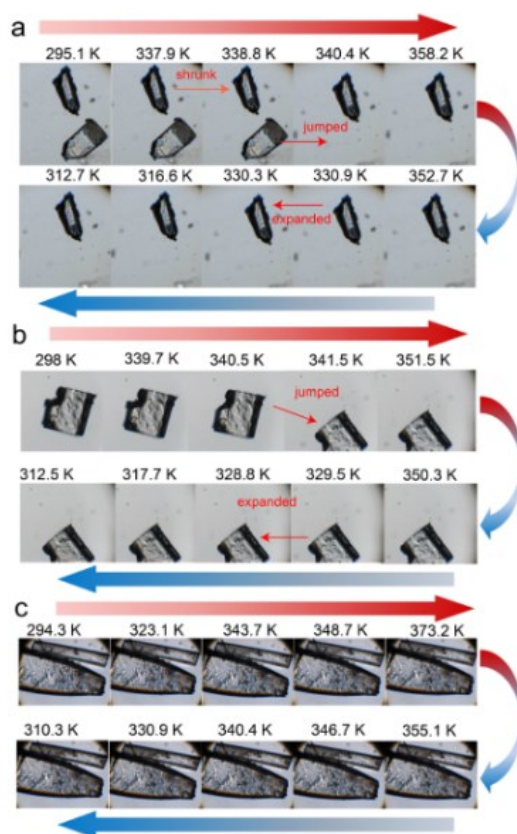 a
295.1 K 337.9 K 338.8 K 340.4 K 358.2 K
shrunk
jumped
312.7 K 316.6 K 330.3 K 330.9 K 352.7 K
expanded
b
298 K 339.7 K 340.5 K 341.5 K 351.5 K
jumped
312.5 K 317.7 K 328.8 K 329.5 K 350.3 K
expanded
c
294.3 K 323.1 K 343.7 K 348.7 K 373.2 K
310.3 K 330.9 K 340.4 K 346.7 K 355.1 K